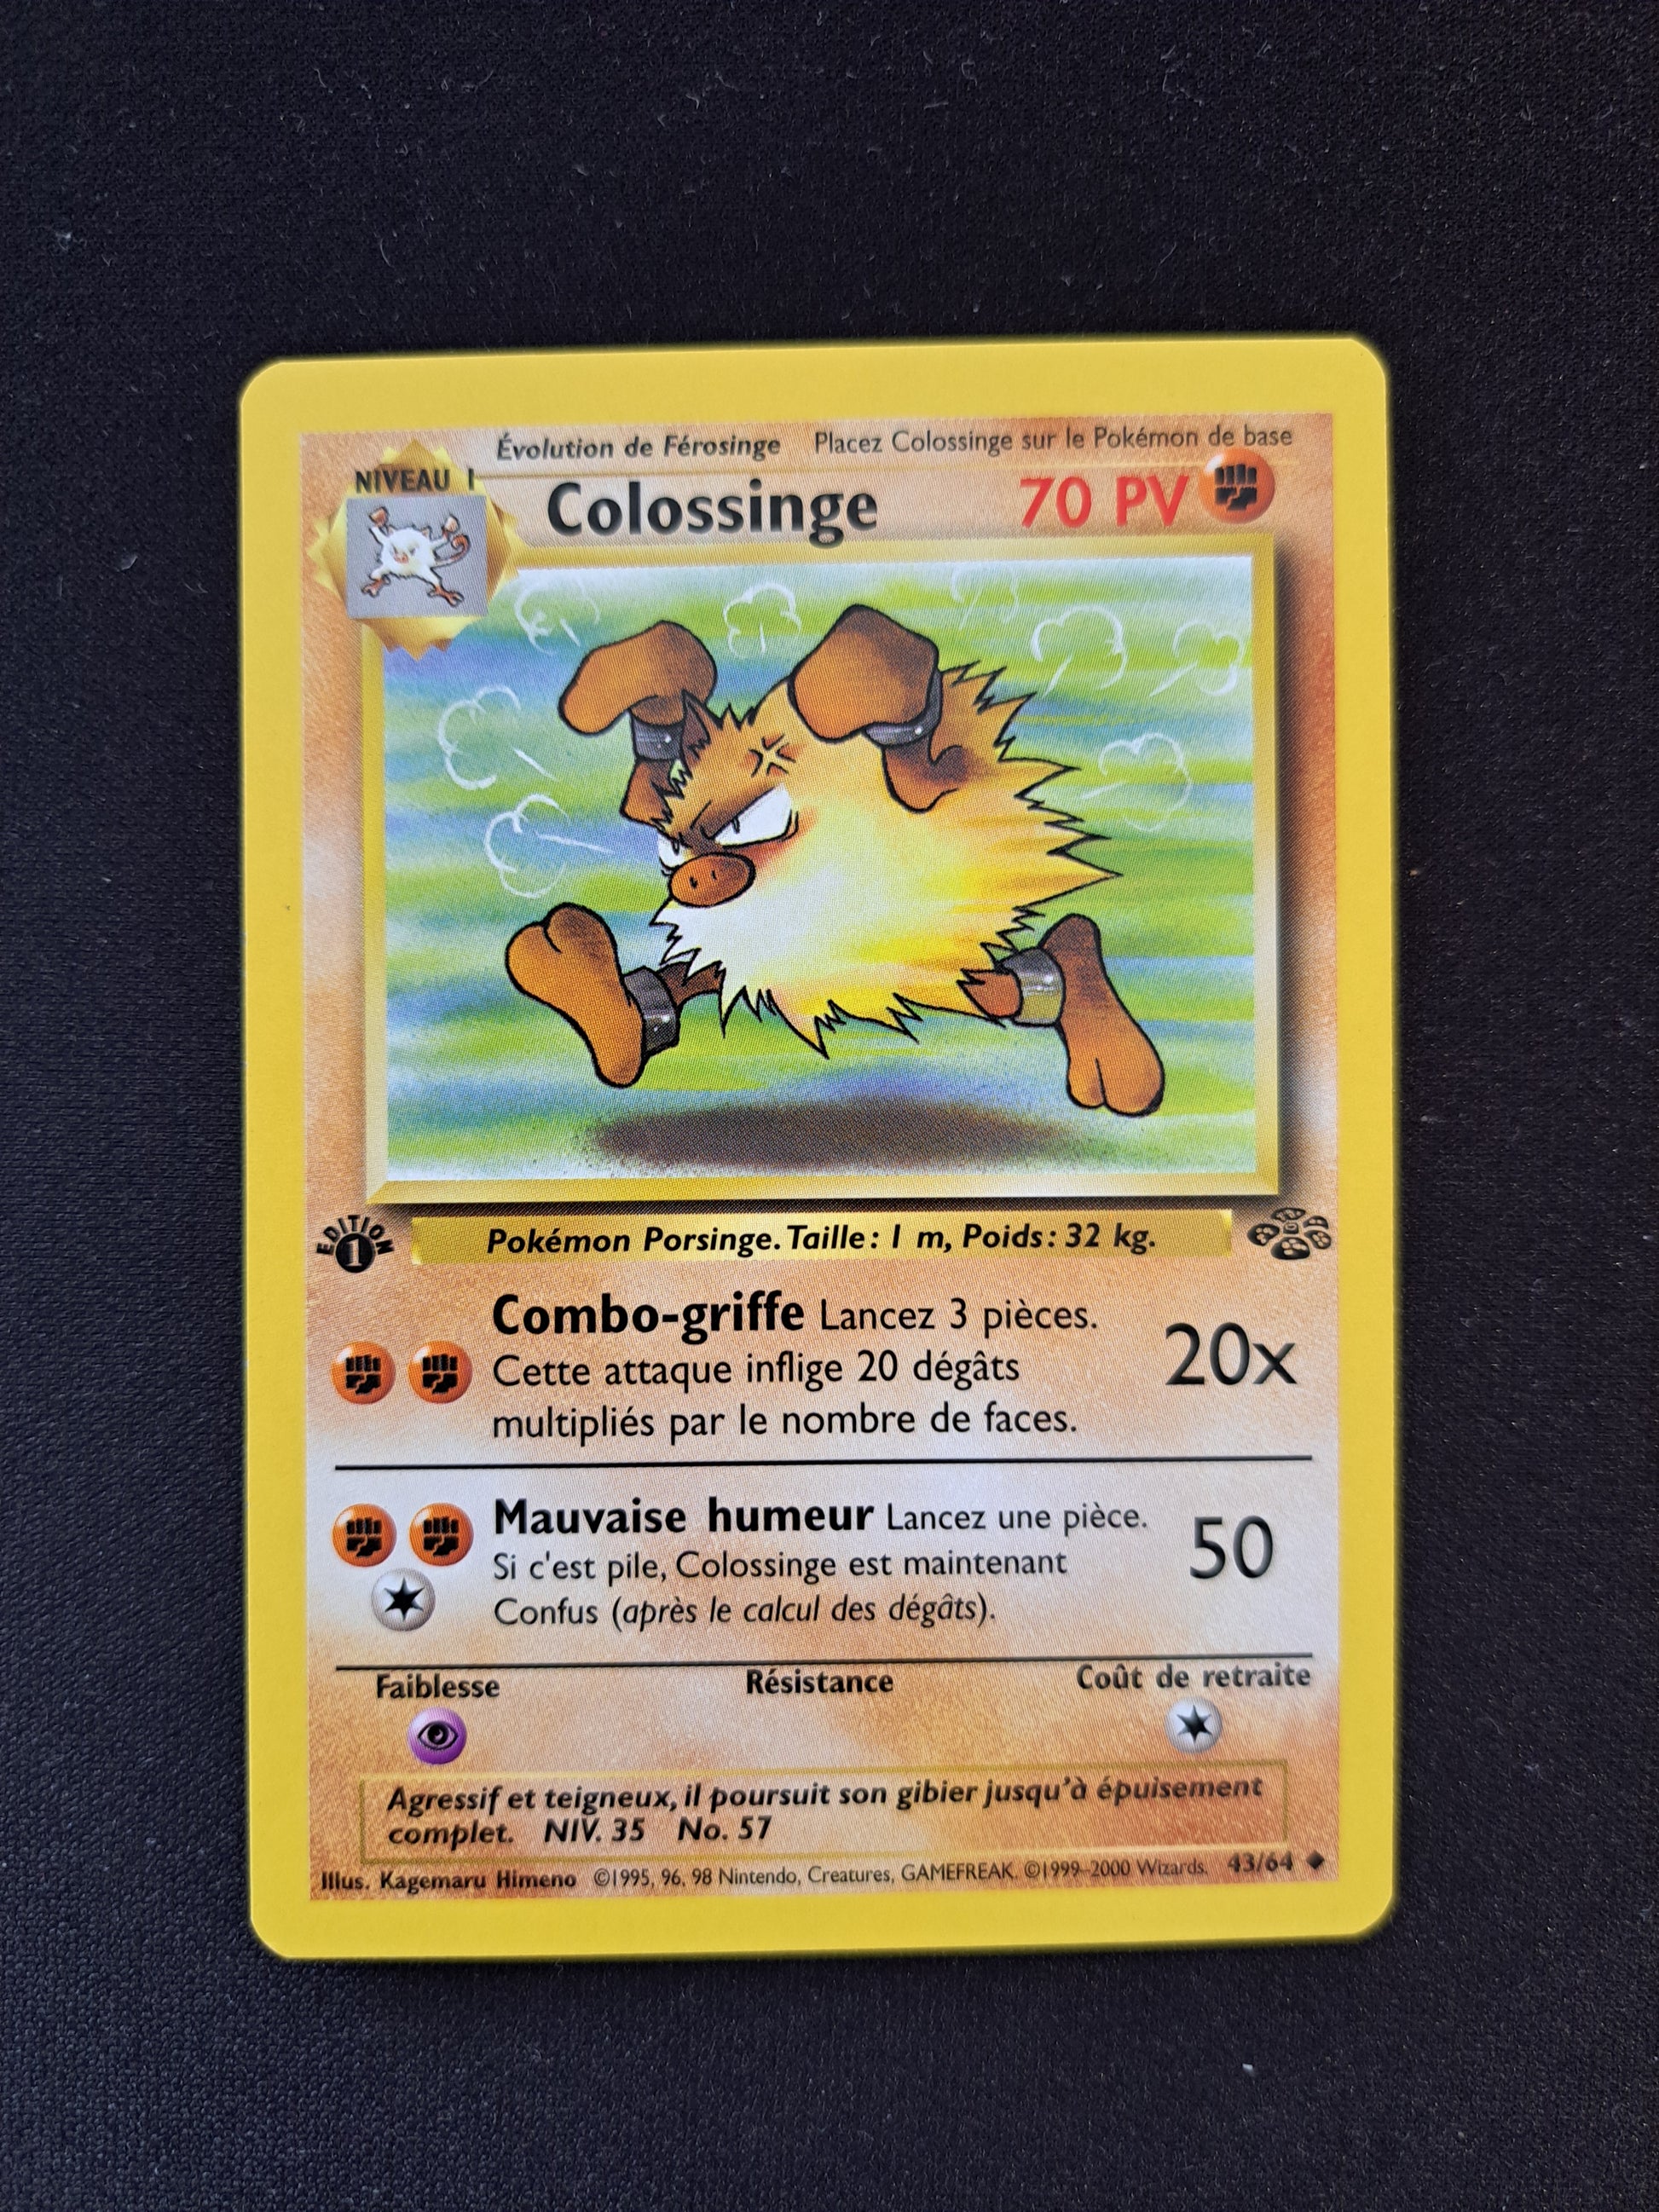 Évolution de Férosinge Placez Colossinge sur le Pokémon de base
NIVEAU 1
Colossinge 70 PV
EDITION
1
Pokémon Porsinge. Taille: 1 m, Poids: 32 kg.
Combo-griffe Lancez 3 pièces.
Cette attaque inflige 20 dégâts
multipliés par le nombre de faces.
20x
Mauvaise humeur Lancez une pièce.
Si c'est pile, Colossinge est maintenant
Confus (après le calcul des dégâts).
50
Faiblesse Résistance Coût de retraite
Agressif et teigneux, il poursuit son gibier jusqu'à épuisement
complet. NIV. 35 No. 57
Illus. Kagemaru Himeno ©1995, 96, 98 Nintendo, Creatures, GAMEFREAK. ©1999-2000 Wizards. 43/64